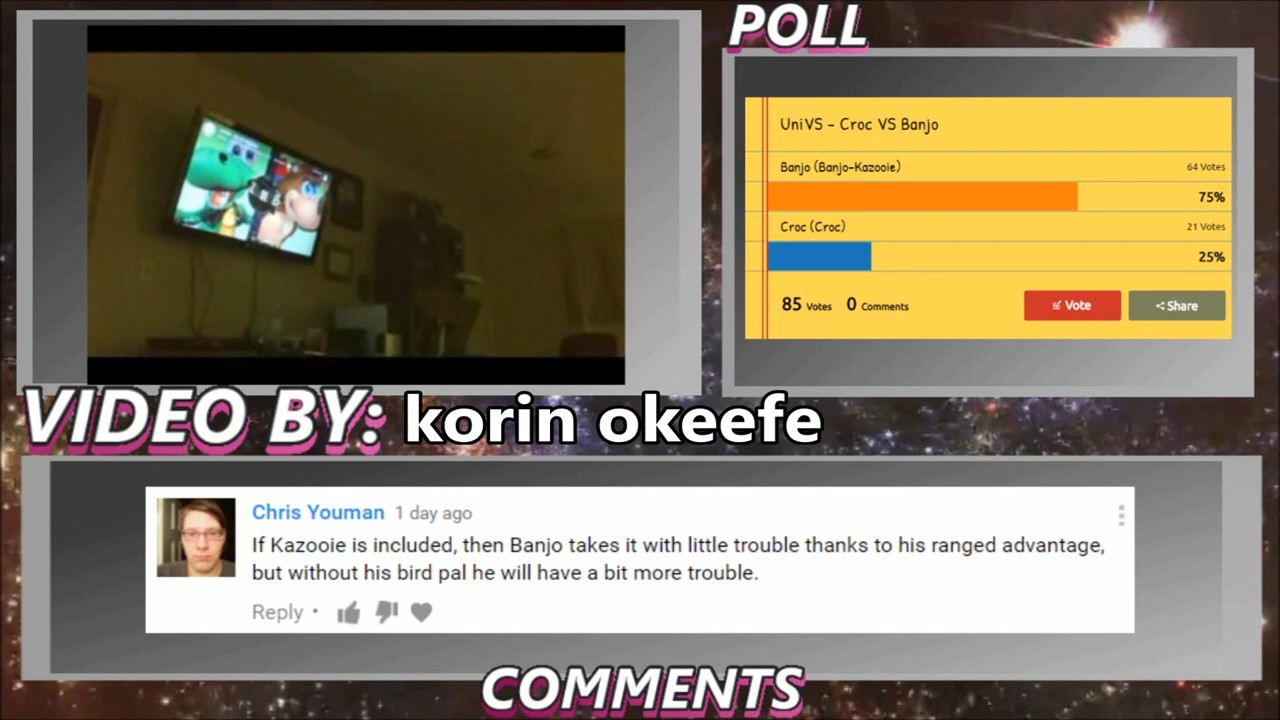 POLL
UniVS - Croc VS Banjo
Banjo (Banjo-Kazooie) 64 Votes
75%
Croc (Croc) 21 Votes
25%
85 Votes 0 Comments Vote Share
VIDEO BY: korin okeefe
Chris Youman 1 day ago
If Kazooie is included, then Banjo takes it with little trouble thanks to his ranged advantage,
but without his bird pal he will have a bit more trouble.
Reply •
COMMENTS